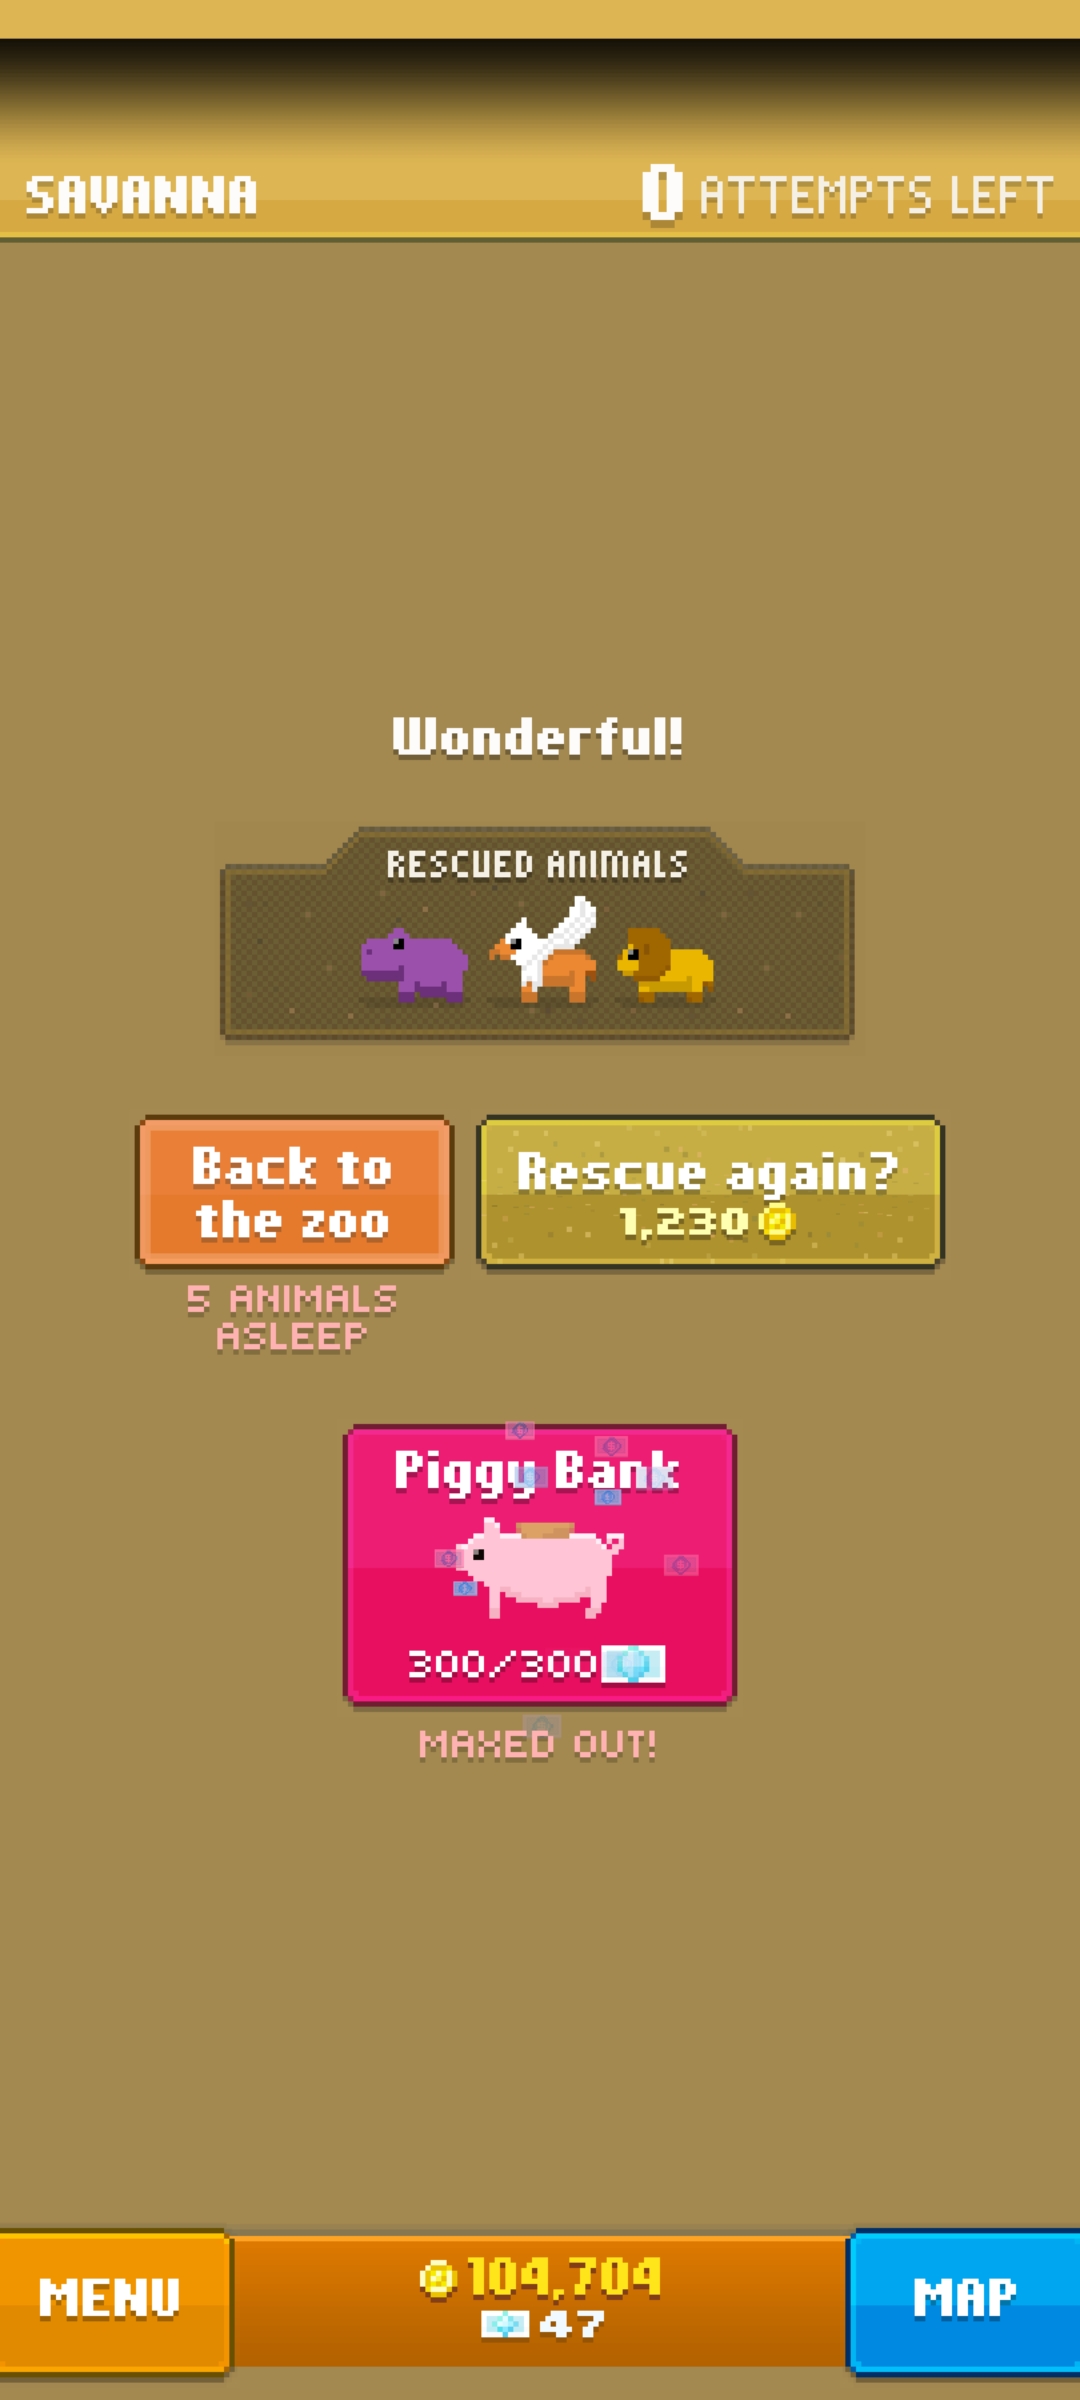 SAVANNA
0 ATTEMPTS LEFT
Wonderful!
RESCUED ANIMALS
Back to
the zoo
Rescue again?
1,230
5 ANIMALS
ASLEEP
Piggy Bank
300/300
MAXED OUT!
MENU
104,704
47
MAP